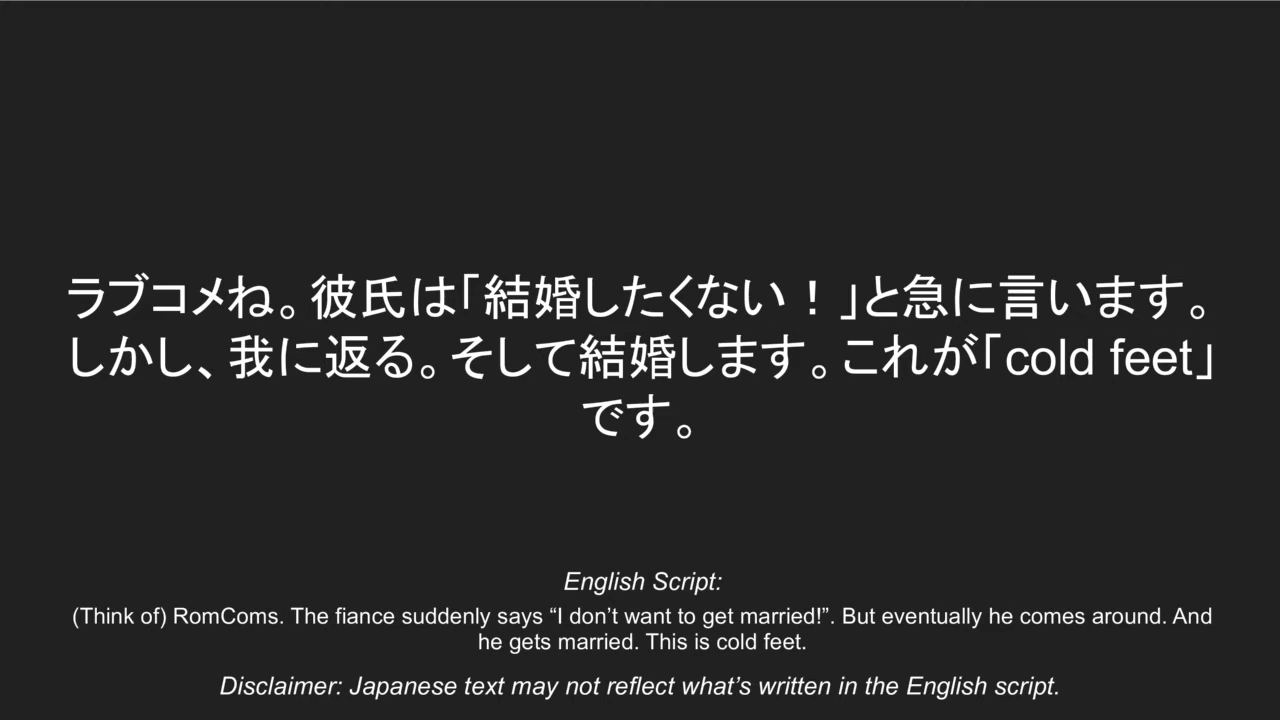 ラブコメね。彼氏は「結婚したくない！」と急に言います。
しかし、我に返る。そして結婚します。これが「cold feet」
です。
English Script:
(Think of) RomComs. The fiance suddenly says “I don’t want to get married!”. But eventually he comes around. And
he gets married. This is cold feet.
Disclaimer: Japanese text may not reflect what’s written in the English script.